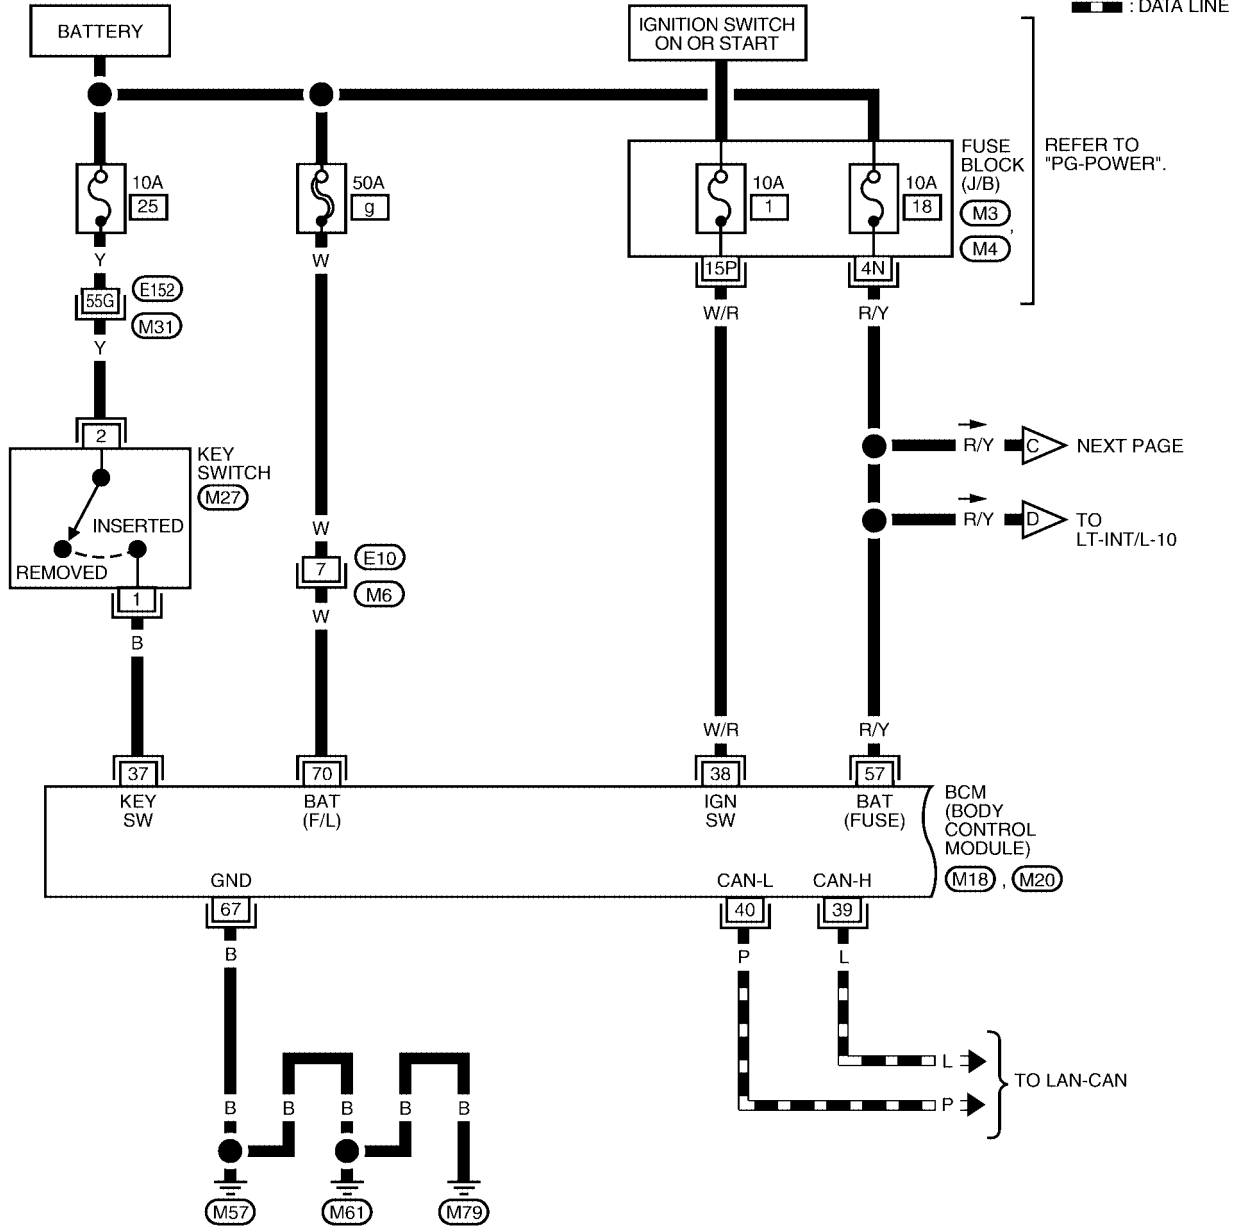 : DATA LINE
BATTERY
IGNITION SWITCH
ON OR START
10A
25
50A
g
10A
1
10A
18
FUSE
BLOCK
(J/B)
M3
,
M4
REFER TO
"PG-POWER".
Y
W
15P
4N
55G
E152
M31
W/R
R/Y
Y
2
KEY
SWITCH
M27
INSERTED
REMOVED
1
B
R/Y
C
NEXT PAGE
R/Y
D
TO
LT-INT/L-10
W
7
E10
M6
W
W/R
R/Y
37
70
38
57
KEY
SW
BAT
(F/L)
IGN
SW
BAT
(FUSE)
BCM
(BODY
CONTROL
MODULE)
M18 , M20
GND
CAN-L
CAN-H
67
40
39
B
P
L
L
P
TO LAN-CAN
B
B
B
B
B
M57
M61
M79